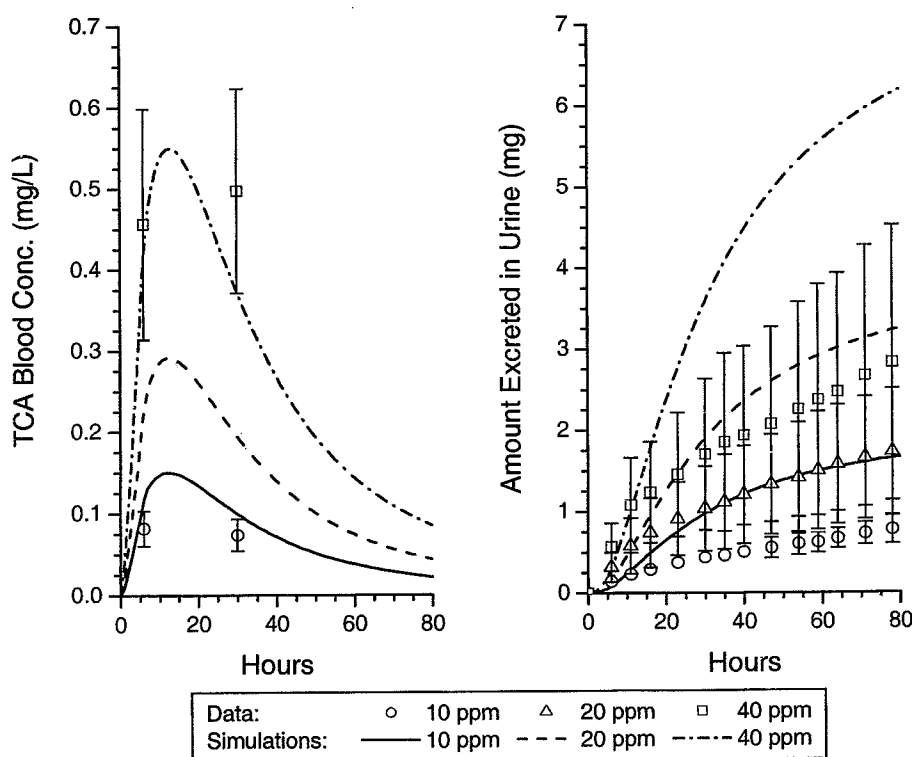 TCA Blood Conc. (mg/L)
0.7
0.6
0.5
0.4
0.3
0.2
0.1
0.0
0 20 40 60 80
Hours
Amount Excreted in Urine (mg)
7
6
5
4
3
2
1
0
0 20 40 60 80
Hours
Data: 10 ppm 20 ppm 40 ppm
Simulations: 10 ppm 20 ppm 40 ppm